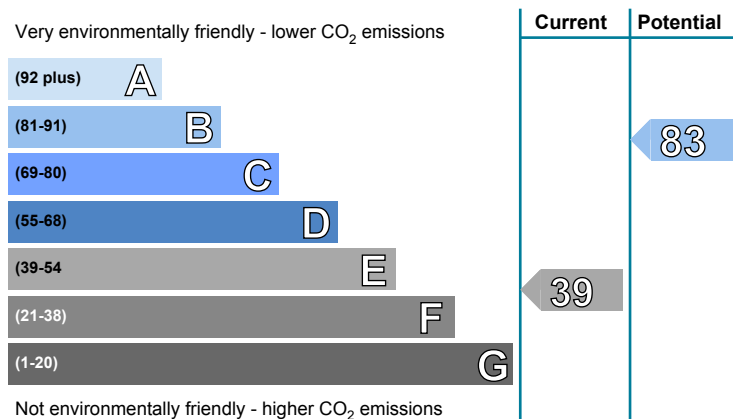 Current Potential
Very environmentally friendly - lower CO2 emissions
(92 plus) A
(81-91) B
83
(69-80) C
(55-68) D
(39-54 E
39
(21-38) F
(1-20) G
Not environmentally friendly - higher CO2 emissions